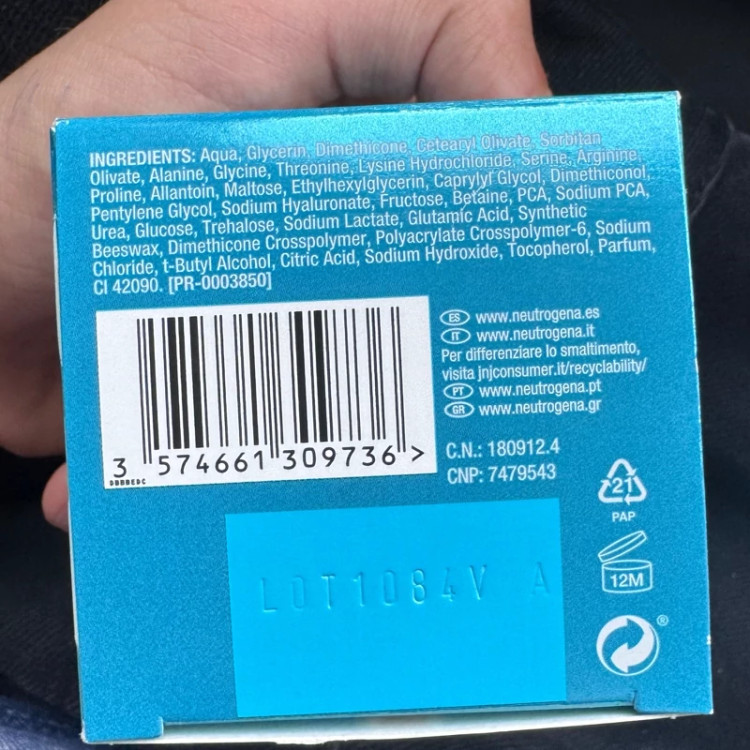 INGREDIENTS: Aqua, Glycerin, Dimethicone, Cetearyl Olivate, Sorbitan
Olivate, Alanine, Glycine, Threonine, Lysine Hydrochloride, Serine, Arginine,
Proline, Allantoin, Maltose, Ethylhexylglycerin, Caprylyl Glycol, Dimethiconol,
Pentylene Glycol, Sodium Hyaluronate, Fructose, Betaine, PCA, Sodium PCA,
Urea, Glucose, Trehalose, Sodium Lactate, Glutamic Acid, Synthetic
Beeswax, Dimethicone Crosspolymer, Polyacrylate Crosspolymer-6, Sodium
Chloride, t-Butyl Alcohol, Citric Acid, Sodium Hydroxide, Tocopherol, Parfum,
CI 42090. [PR-0003850]
ES www.neutrogena.es
IT www.neutrogena.it
Per differenziare lo smaltimento,
visita jnjconsumer.it/recyclability/
PT www.neutrogena.pt
GR www.neutrogena.gr
3 574661 309736 >
C.N.: 180912.4
CNP: 7479543
21
PAP
12M
®
LOT1084V A